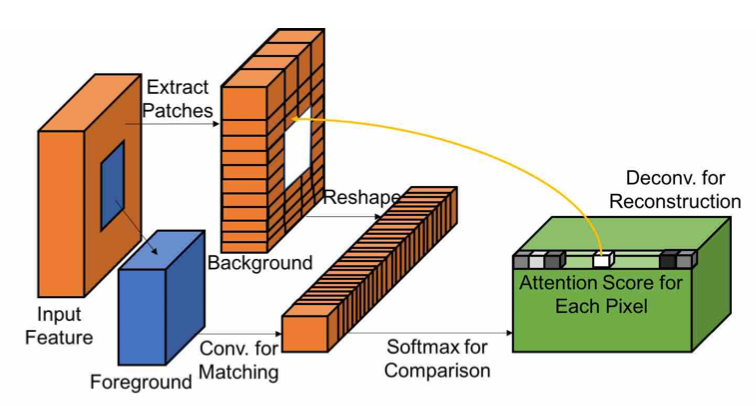 Extract
Patches
Deconv. for
Reconstruction
Reshape
Background
Attention Score for
Each Pixel
Input
Feature
Conv. for
Matching
Softmax for
Comparison
Foreground